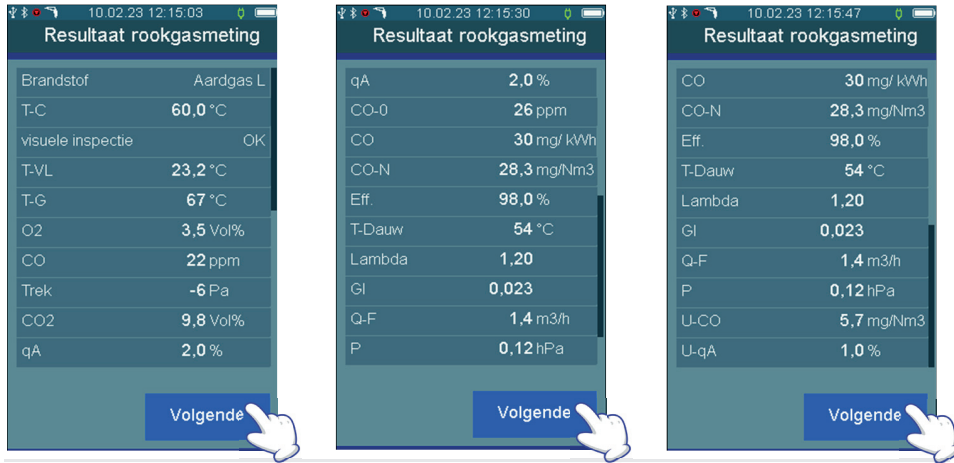 10.02.23 12:15:03
Resultaat rookgasmeting
Brandstof Aardgas L
T-C 60,0 °C
visuele inspectie OK
T-VL 23,2 °C
T-G 67 °C
O2 3,5 Vol%
CO 22 ppm
Trek -6 Pa
CO2 9,8 Vol%
qA 2,0 %
Volgende
10.02.23 12:15:30
Resultaat rookgasmeting
qA 2,0 %
CO-0 26 ppm
CO 30 mg/ kWh
CO-N 28,3 mg/Nm3
Eff. 98,0 %
T-Dauw 54 °C
Lambda 1,20
GI 0,023
Q-F 1,4 m3/h
P 0,12 hPa
Volgende
10.02.23 12:15:47
Resultaat rookgasmeting
CO 30 mg/ kWh
CO-N 28,3 mg/Nm3
Eff. 98,0 %
T-Dauw 54 °C
Lambda 1,20
GI 0,023
Q-F 1,4 m3/h
P 0,12 hPa
U-CO 5,7 mg/Nm3
U-qA 1,0 %
Volgende